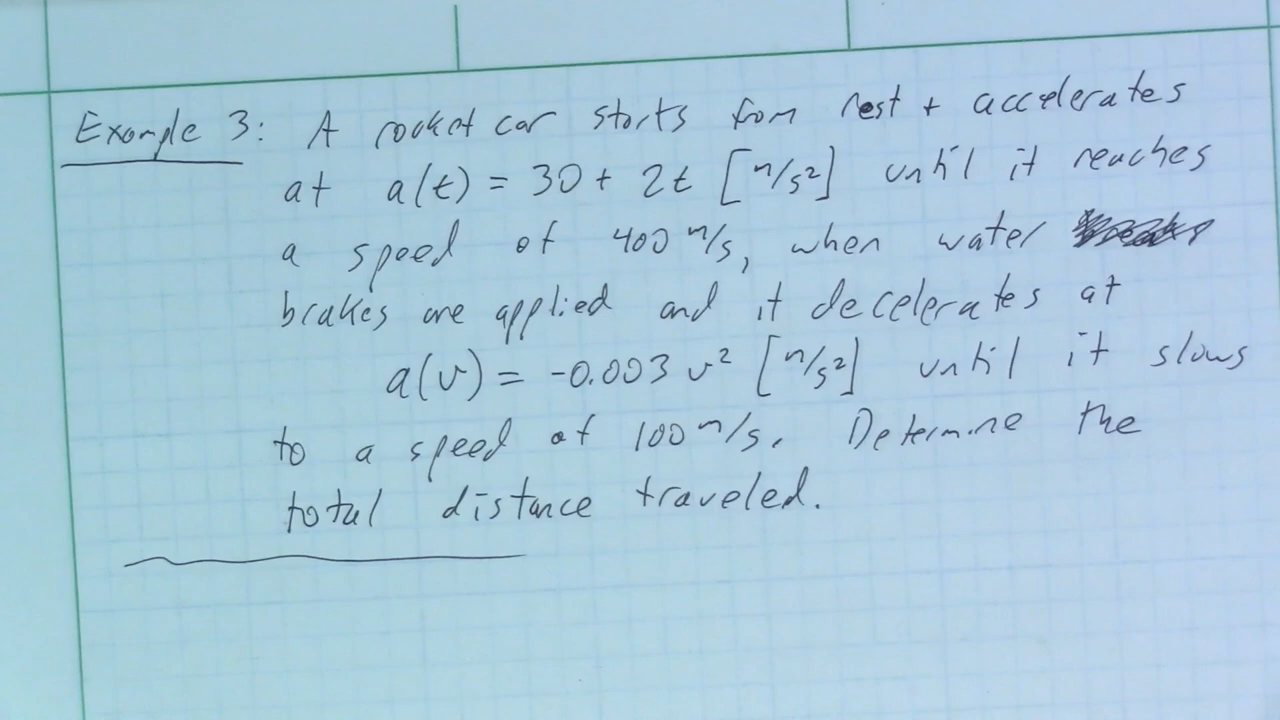 Example 3: A rocket car starts from rest + accelerates
at a(t) = 30 + 2t [m/s²] until it reaches
a speed of 400 m/s, when water
brakes are applied and it decelerates at
a(v) = -0.003 v² [m/s²] until it slows
to a speed of 100 m/s. Determine the
total distance traveled.